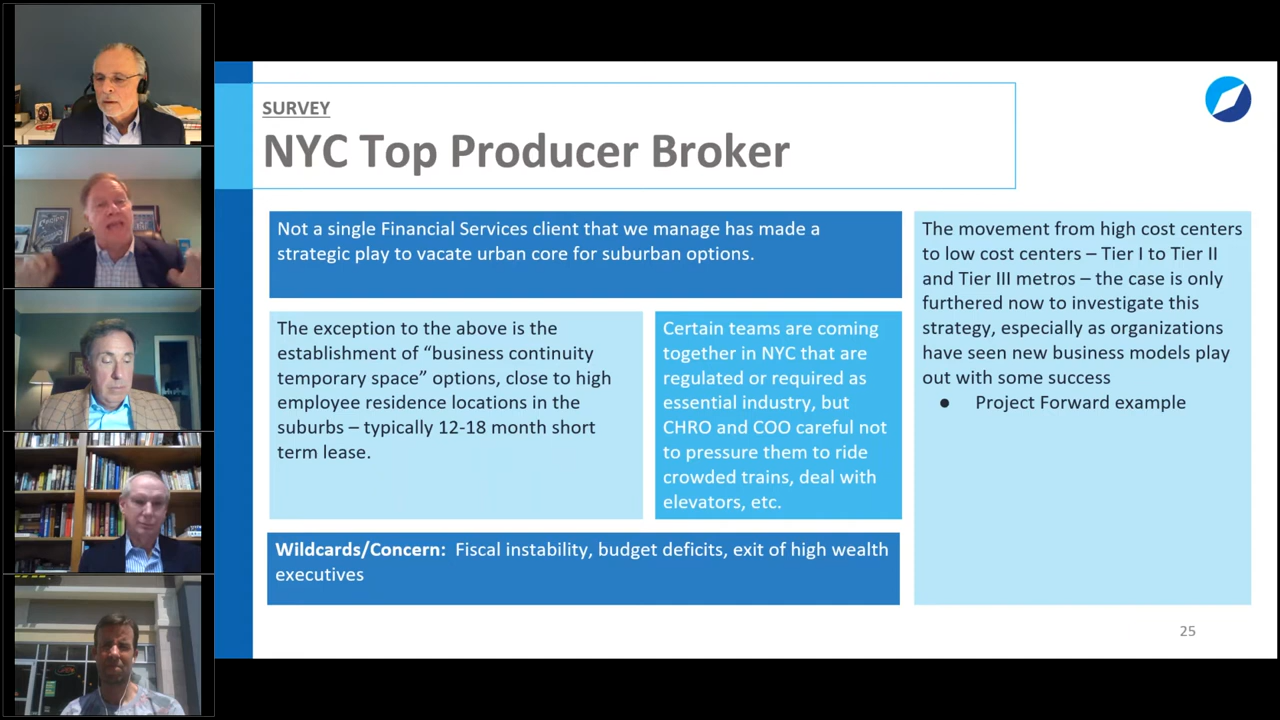 SURVEY
NYC Top Producer Broker
Not a single Financial Services client that we manage has made a
strategic play to vacate urban core for suburban options.
The exception to the above is the
establishment of “business continuity
temporary space” options, close to high
employee residence locations in the
suburbs – typically 12-18 month short
term lease.
Certain teams are coming
together in NYC that are
regulated or required as
essential industry, but
CHRO and COO careful not
to pressure them to ride
crowded trains, deal with
elevators, etc.
The movement from high cost centers
to low cost centers – Tier I to Tier II
and Tier III metros – the case is only
furthered now to investigate this
strategy, especially as organizations
have seen new business models play
out with some success
● Project Forward example
Wildcards/Concern: Fiscal instability, budget deficits, exit of high wealth
executives
25